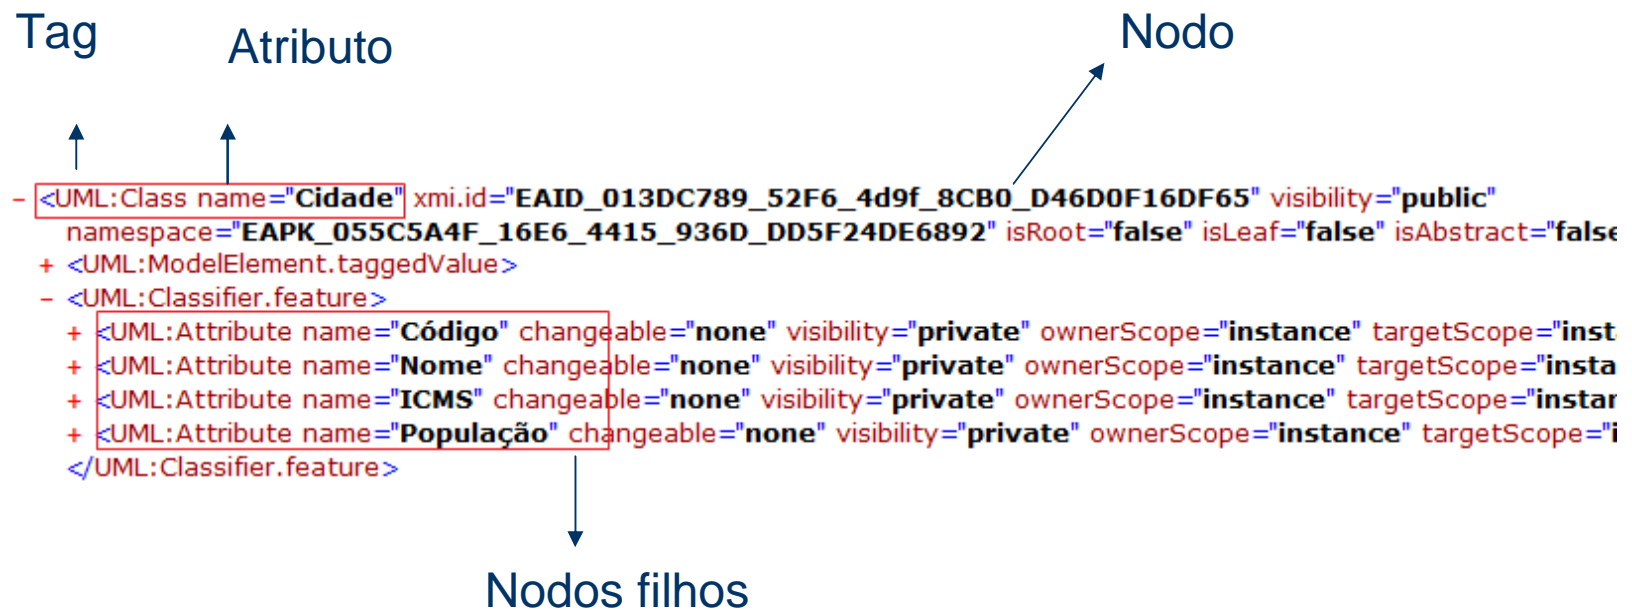 Tag
Atributo
Nodo
- <UML:Class name="Cidade" xmi.id="EAID_013DC789_52F6_4d9f_8CB0_D46D0F16DF65" visibility="public"
namespace="EAPK_055C5A4F_16E6_4415_936D_DD5F24DE6892" isRoot="false" isLeaf="false" isAbstract="false
+ <UML:ModelElement.taggedValue>
- <UML:Classifier.feature>
+ <UML:Attribute name="Código" changeable="none" visibility="private" ownerScope="instance" targetScope="inst
+ <UML:Attribute name="Nome" changeable="none" visibility="private" ownerScope="instance" targetScope="insta
+ <UML:Attribute name="ICMS" changeable="none" visibility="private" ownerScope="instance" targetScope="instan
+ <UML:Attribute name="População" changeable="none" visibility="private" ownerScope="instance" targetScope="i
</UML:Classifier.feature>
Nodos filhos